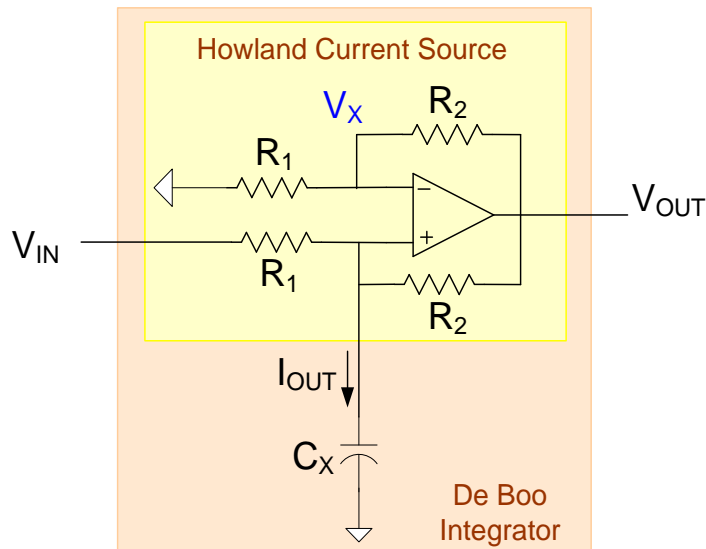 Howland Current Source
VX
R2
R1
VOUT
VIN
R1
R2
IOUT
CX
De Boo
Integrator